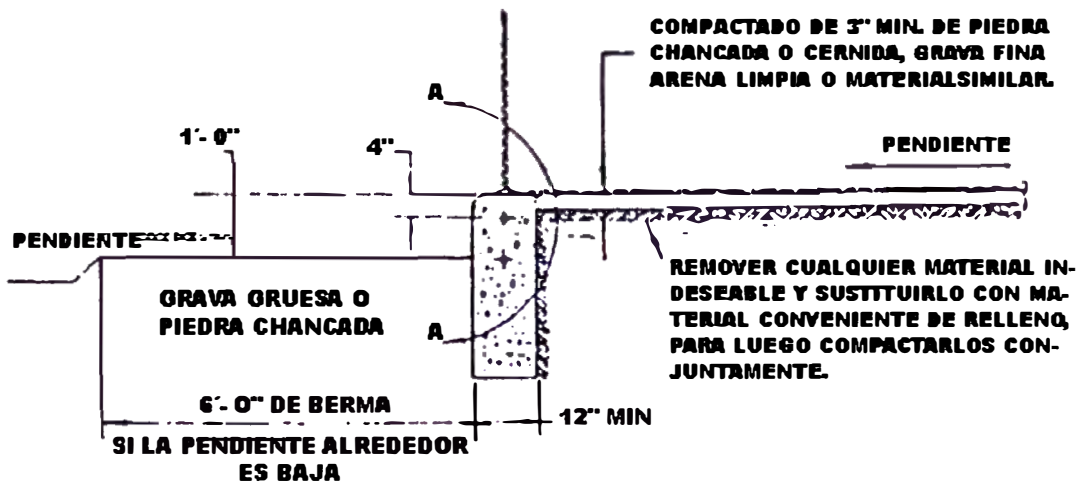 COMPACTADO DE 3" MIN. DE PIEDRA
CHANCADA O CERNIDA, GRAVA FINA
ARENA LIMPIA O MATERIALSIMILAR.
A
1'-0"
4"
PENDIENTE
PENDIENTE
GRAVA GRUESA O
PIEDRA CHANCADA
A
REMOVER CUALQUIER MATERIAL IN-
DESEABLE Y SUSTITUIRLO CON MA-
TERIAL CONVENIENTE DE RELLENO,
PARA LUEGO COMPACTARLOS CON-
JUNTAMENTE.
6'-0" DE BERMA
12" MIN
SI LA PENDIENTE ALREDEDOR
ES BAJA